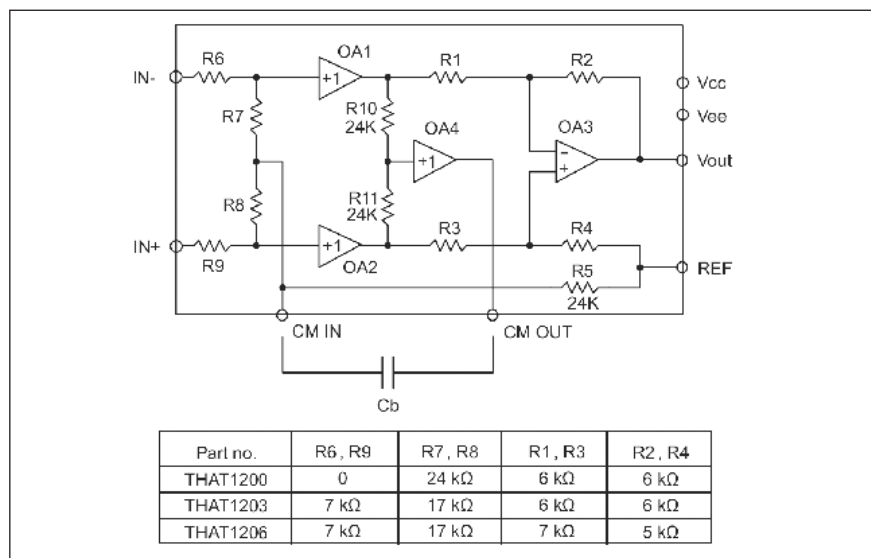 R6
OA1
R1
R2
IN-
+1
Vcc
R7
R10
24K
OA4
Vee
OA3
+1
-
+
Vout
R8
R11
24K
R3
R4
IN+
+1
R9
OA2
R5
24K
REF
CM IN
CM OUT
Cb
Part no. R6 , R9 R7 , R8 R1 , R3 R2 , R4
THAT1200 0 24 kΩ 6 kΩ 6 kΩ
THAT1203 7 kΩ 17 kΩ 6 kΩ 6 kΩ
THAT1206 7 kΩ 17 kΩ 7 kΩ 5 kΩ